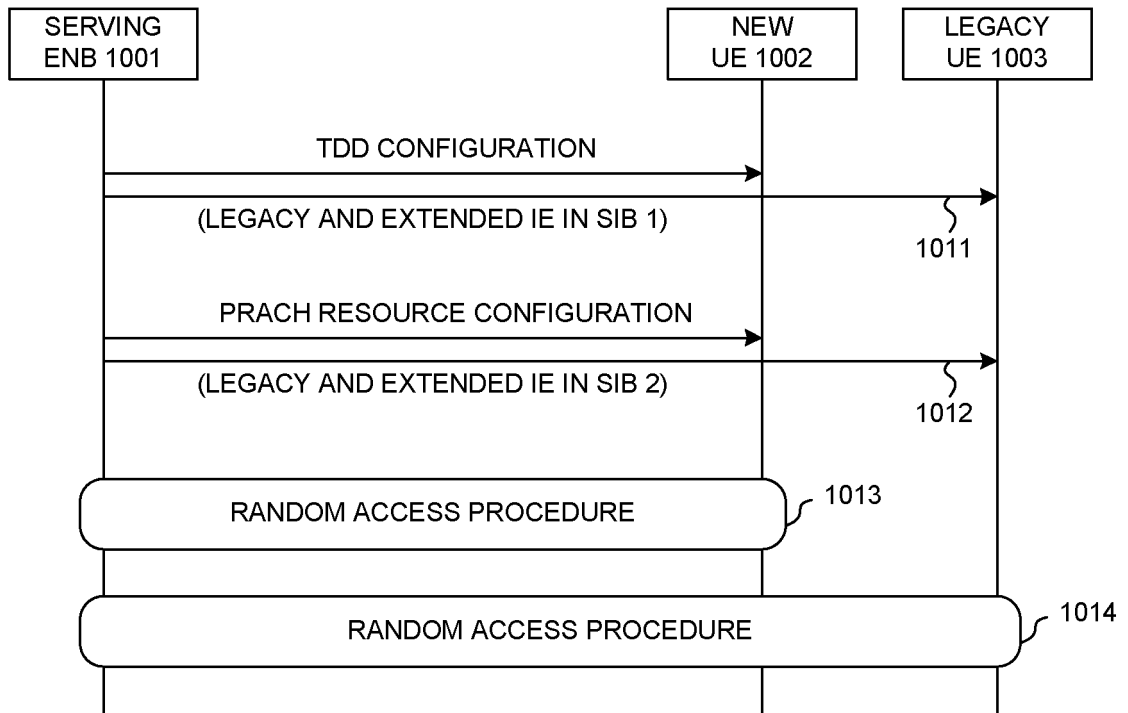 SERVING
ENB 1001
NEW
UE 1002
LEGACY
UE 1003
TDD CONFIGURATION
(LEGACY AND EXTENDED IE IN SIB 1)
1011
PRACH RESOURCE CONFIGURATION
(LEGACY AND EXTENDED IE IN SIB 2)
1012
RANDOM ACCESS PROCEDURE
1013
RANDOM ACCESS PROCEDURE
1014